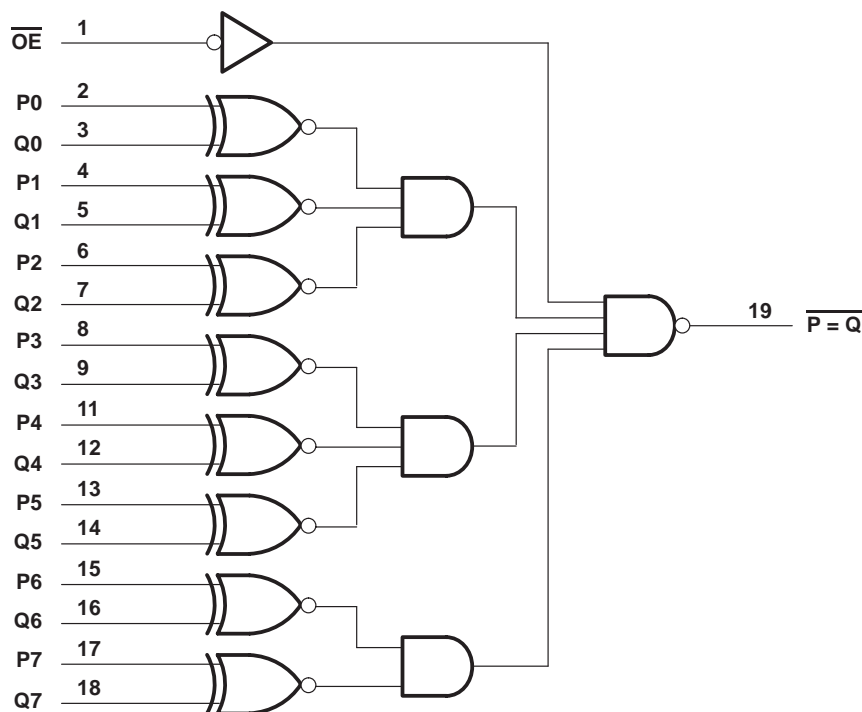 O̅E̅ 1
P0 2
Q0 3
P1 4
Q1 5
P2 6
Q2 7
P3 8
Q3 9
P4 11
Q4 12
P5 13
Q5 14
P6 15
Q6 16
P7 17
Q7 18
19 P̅ ̅=̅ ̅Q̅